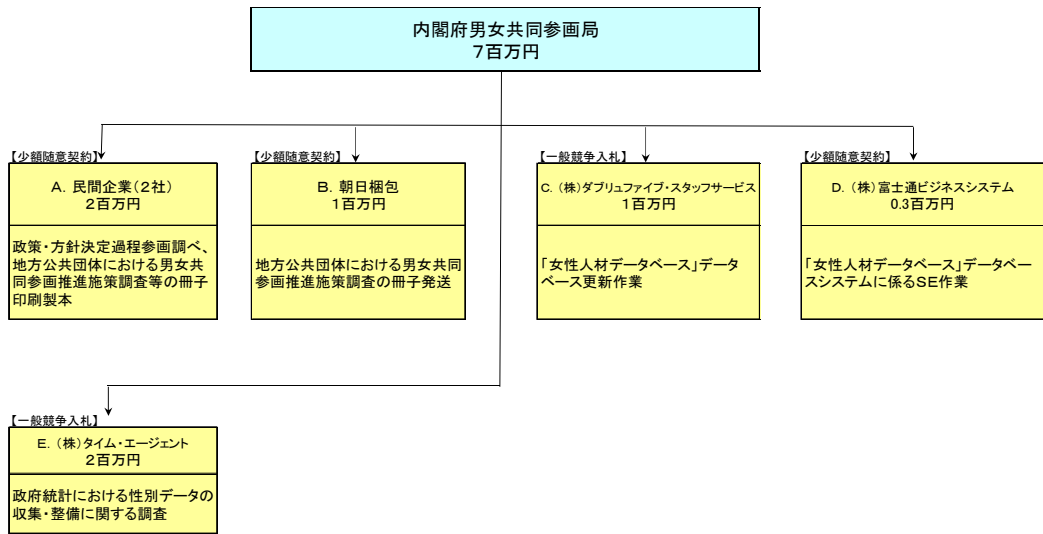 内閣府男女共同参画局
7百万円
【少額随意契約】
A．民間企業（2社）
2百万円
政策・方針決定過程参画調べ、
地方公共団体における男女共
同参画推進施策調査等の冊子
印刷製本
【少額随意契約】
B．朝日梱包
1百万円
地方公共団体における男女共同
参画推進施策調査の冊子発送
【一般競争入札】
C．（株）ダブリュファイブ・スタッフサービス
1百万円
「女性人材データベース」データ
ベース更新作業
【少額随意契約】
D．（株）富士通ビジネスシステム
0.3百万円
「女性人材データベース」データベー
スシステムに係るSE作業
【一般競争入札】
E．（株）タイム・エージェント
2百万円
政府統計における性別データの
収集・整備に関する調査